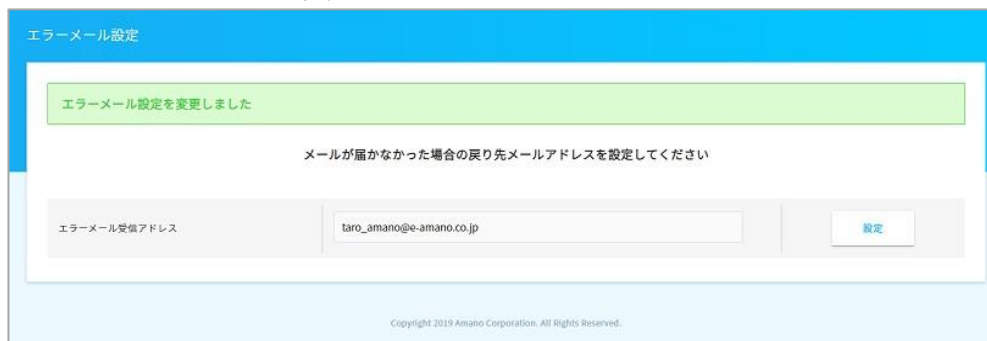 エラーメール設定
エラーメール設定を変更しました
メールが届かなかった場合の戻り先メールアドレスを設定してください
エラーメール受信アドレス
taro_amano@e-amano.co.jp
設定
Copyright 2019 Amano Corporation. All Rights Reserved.